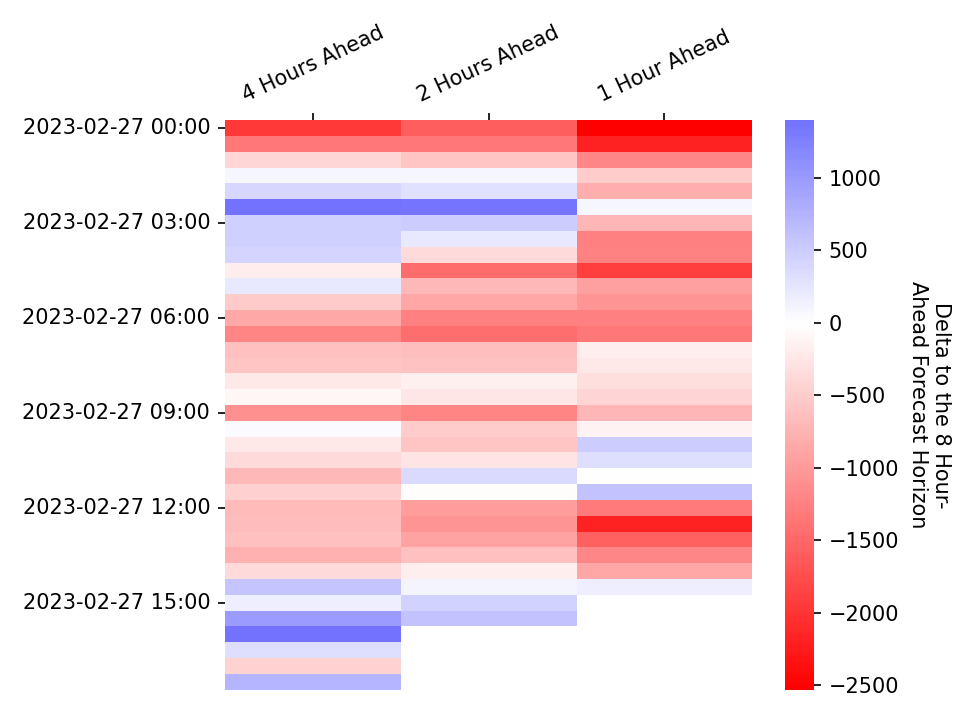 4 Hours Ahead
2 Hours Ahead
1 Hour Ahead
2023-02-27 00:00
2023-02-27 03:00
2023-02-27 06:00
2023-02-27 09:00
2023-02-27 12:00
2023-02-27 15:00
1000
500
0
−500
−1000
−1500
−2000
−2500
Delta to the 8 Hour-
Ahead Forecast Horizon